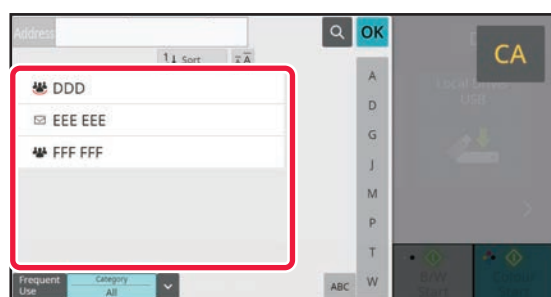 Address
OK
CA
1↓ Sort
A
DDD
D
Local Drive/
USB
EEE EEE
G
FFF FFF
J
M
P
T
Frequent
Use
Category
All
ABC
W
B/W
Start
Colour
Start